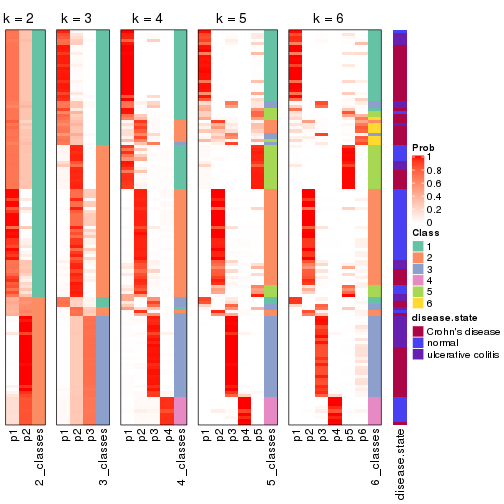 k = 2
k = 3
k = 4
k = 5
k = 6
Prob
1
0.8
0.6
0.4
0.2
0
Class
1
2
3
4
5
6
disease.state
Crohn's disease
normal
ulcerative colitis
p1
p2
2_classes
p1
p2
p3
3_classes
p1
p2
p3
p4
4_classes
p1
p2
p3
p4
p5
5_classes
p1
p2
p3
p4
p5
p6
6_classes
disease.state